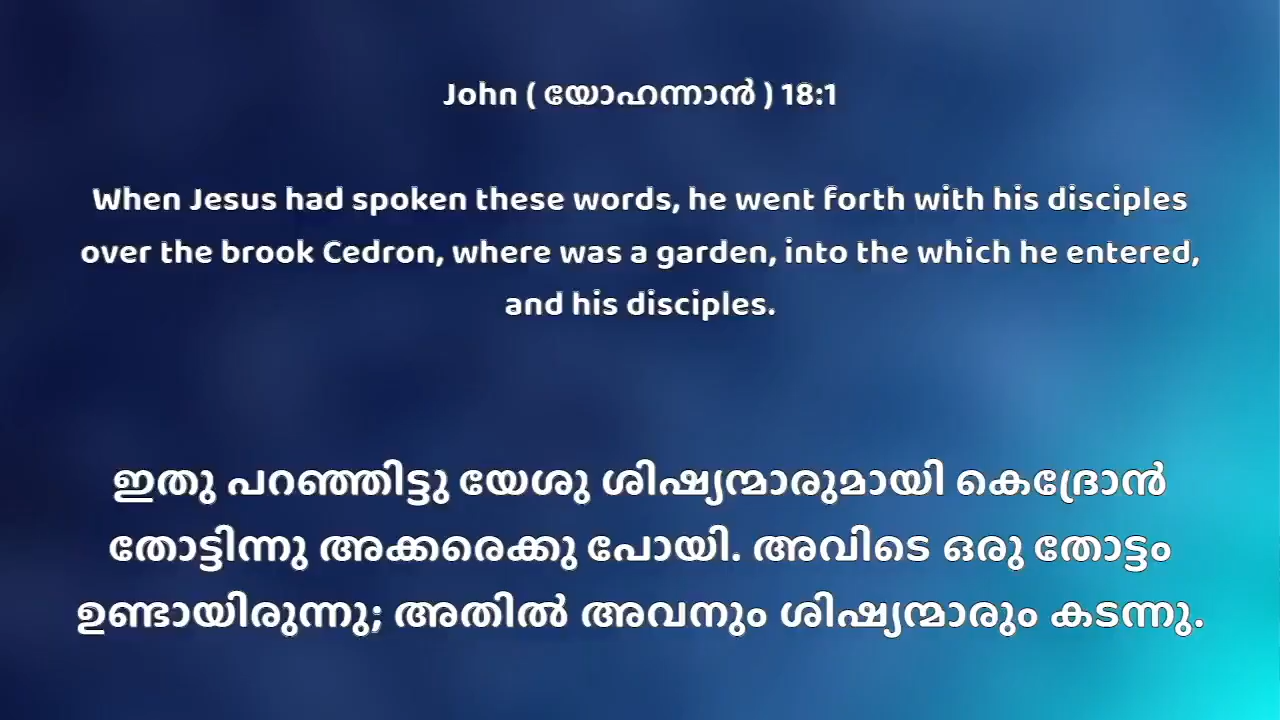 John ( യോഹന്നാൻ ) 18:1
When Jesus had spoken these words, he went forth with his disciples
over the brook Cedron, where was a garden, into the which he entered,
and his disciples.
ഇതു പറഞ്ഞിട്ടു യേശു ശിഷ്യന്മാരുമായി കെദ്രോൻ
തോട്ടിന്നു അക്കരെക്കു പോയി. അവിടെ ഒരു തോട്ടം
ഉണ്ടായിരുന്നു; അതിൽ അവനും ശിഷ്യന്മാരും കടന്നു.